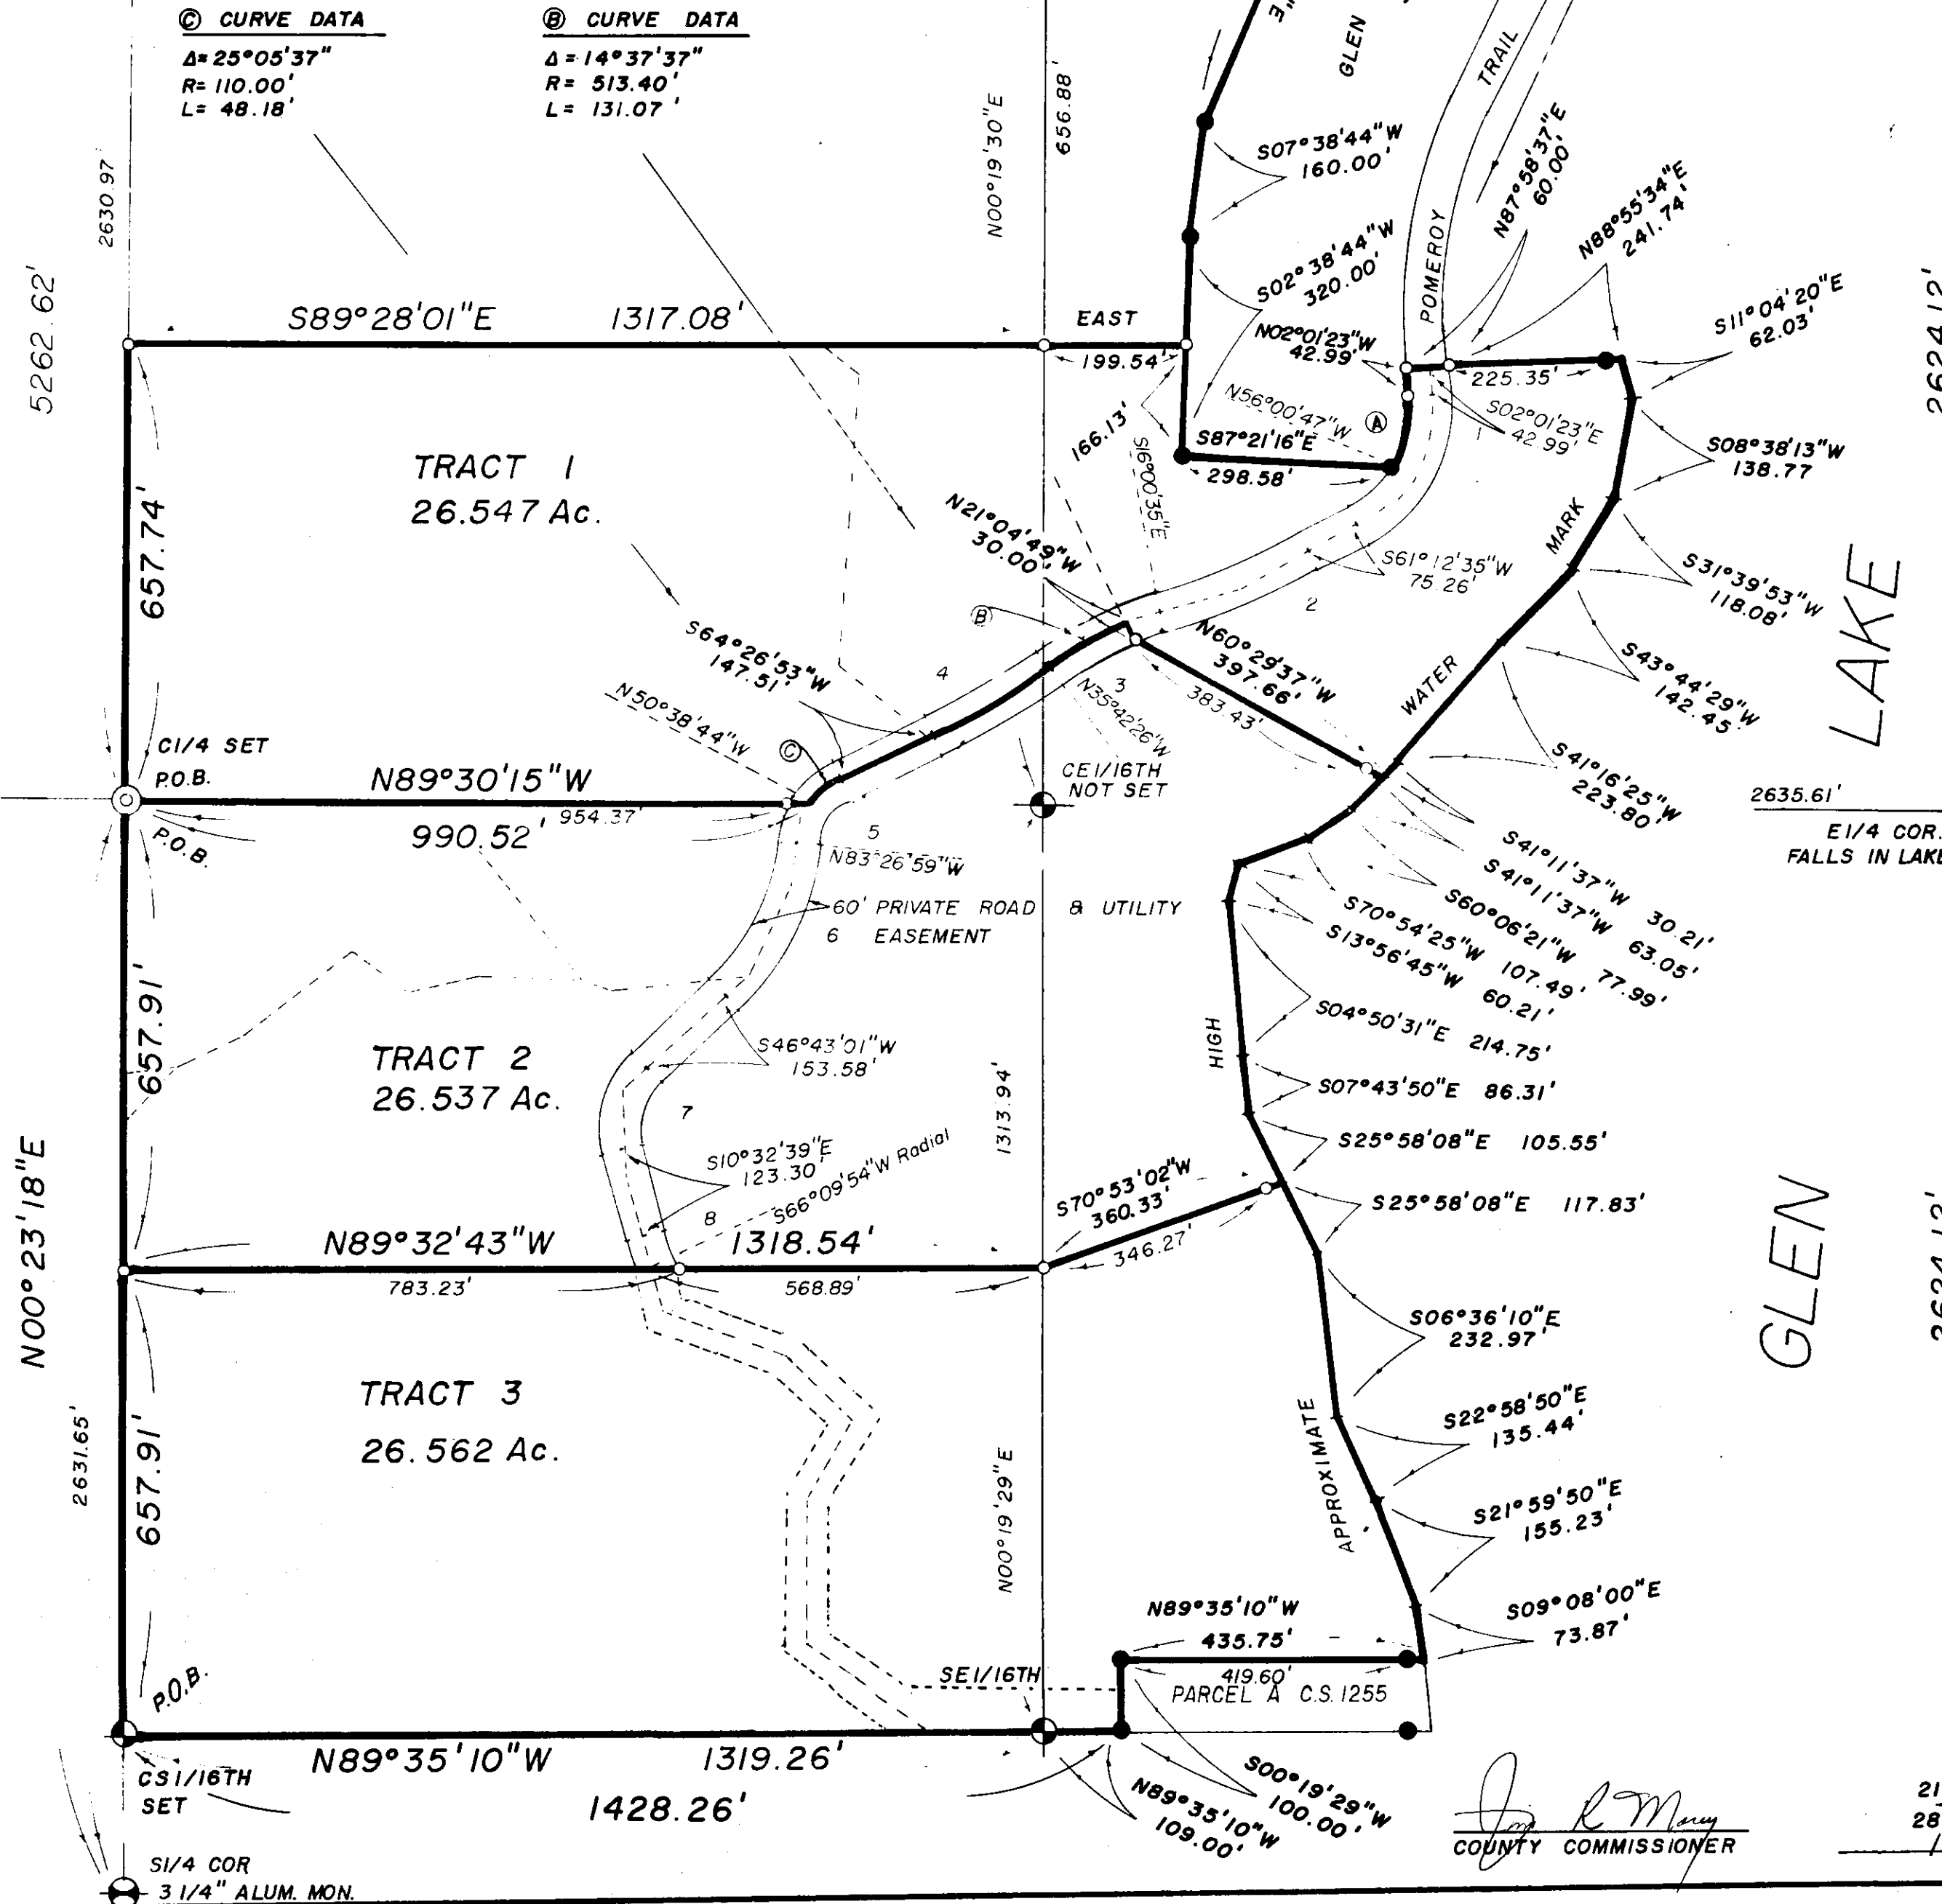 Ⓒ CURVE DATA
Δ= 25°05'37"
R= 110.00'
L= 48.18'
Ⓑ CURVE DATA
Δ = 14°37'37"
R= 513.40'
L= 131.07'
2630.97
5262.62'
N00°19'30"E
656.88'
GLEN
TRAIL
POMEROY
S07°38'44"W
160.00'
N87°58'37"E
60.00'
N88°55'34"E
241.74'
S02°38'44"W
320.00'
S11°04'20"E
62.03'
2624.12'
S89°28'01"E 1317.08'
EAST
199.54'
N02°01'23"W
42.99'
225.35'
S02°01'23"E
42.99'
N56°00'47"W
Ⓐ
166.13'
S87°21'16"E
298.58'
S16°00'35"E
S08°38'13"W
138.77
TRACT 1
26.547 Ac.
657.74'
N21°04'49"W
30.00'
MARK
S61°12'35"W
75.26'
2
S31°39'53"W
118.08'
LAKE
Ⓑ
S64°26'53"W
147.51'
4
N60°29'37"W
397.66'
383.43'
3
N35°42'26"W
WATER
S43°44'29"W
142.45'
N50°38'44"W
Ⓒ
C1/4 SET
P.O.B.
N89°30'15"W
990.52'
954.37'
P.O.B.
CE1/16TH
NOT SET
S41°16'25"W
223.80'
2635.61'
E1/4 COR.
FALLS IN LAKE
5
N83°26'59"W
S41°11'37"W 30.21'
S41°11'37"W 63.05'
S60°06'21"W 77.99'
S70°54'25"W 107.49'
S13°56'45"W 60.21'
60' PRIVATE ROAD & UTILITY
6 EASEMENT
657.91'
TRACT 2
26.537 Ac.
S46°43'01"W
153.58'
HIGH
S04°50'31"E 214.75'
S07°43'50"E 86.31'
7
1313.94'
S25°58'08"E 105.55'
S10°32'39"E
123.30'
S66°09'54"W Radial
8
S70°53'02"W
360.33'
346.27'
S25°58'08"E 117.83'
N00°23'18"E
N89°32'43"W 1318.54'
783.23'
568.89'
GLEN
S06°36'10"E
232.97'
TRACT 3
26.562 Ac.
2631.65'
657.91'
N00°19'29"E
APPROXIMATE
S22°58'50"E
135.44'
S21°59'50"E
155.23'
S09°08'00"E
73.87'
N89°35'10"W
435.75'
419.60'
PARCEL A C.S. 1255
SE1/16TH
P.O.B.
N89°35'10"W 1319.26'
1428.26'
CS1/16TH
SET
S00°19'29"W
100.00'
N89°35'10"W
109.00'
COUNTY COMMISSIONER
21
28
S1/4 COR
3 1/4" ALUM. MON.